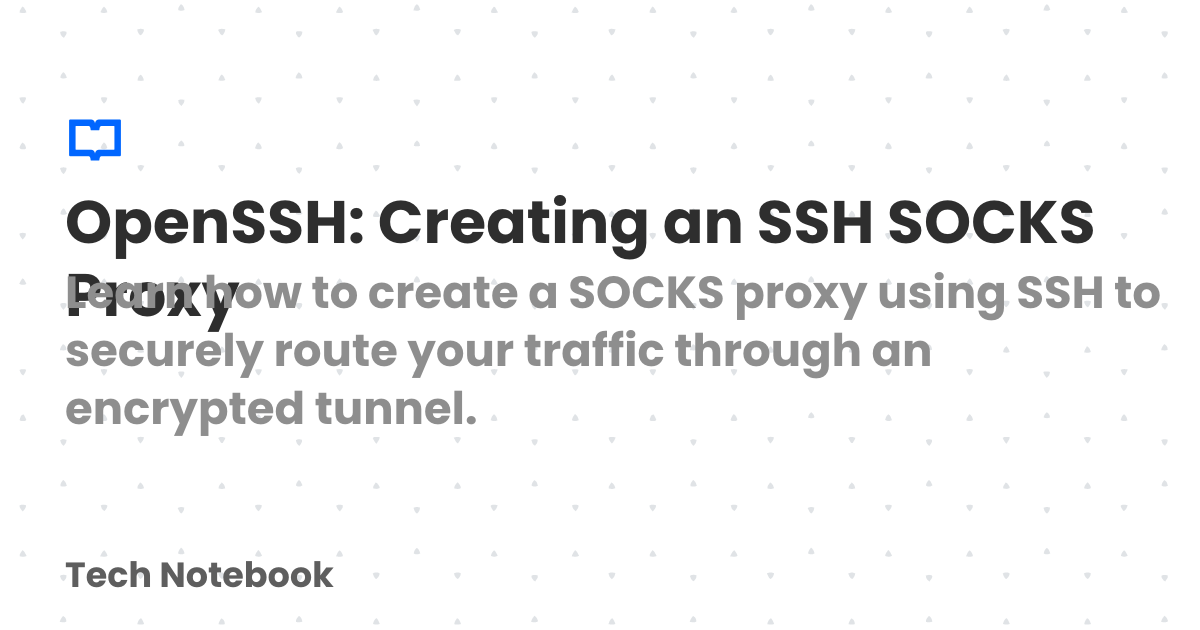 OpenSSH: Creating an SSH SOCKS
Proxy
Learn how to create a SOCKS proxy using SSH to
securely route your traffic through an
encrypted tunnel.
Tech Notebook